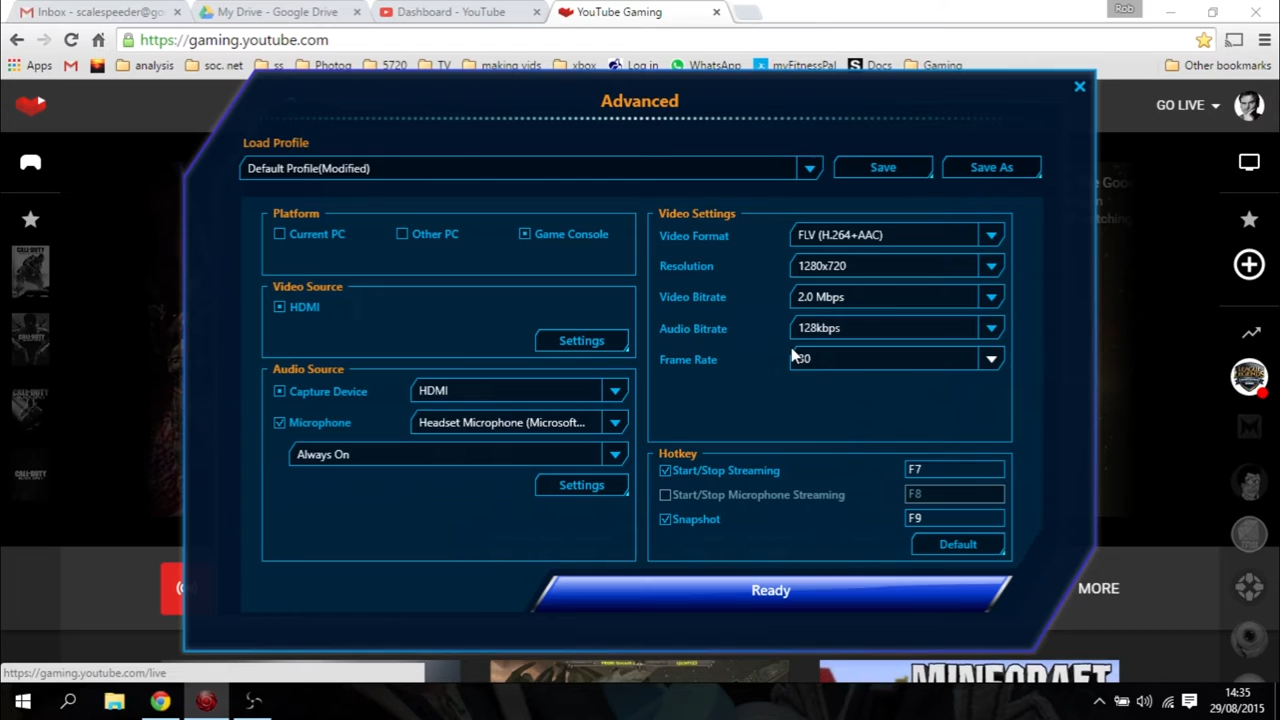 Inbox - scalespeeder@go
My Drive - Google Drive
Dashboard - YouTube
YouTube Gaming
Rob
https://gaming.youtube.com
Apps
analysis
soc. net
ss
Photog
5720
TV
making vids
xbox
Log in
WhatsApp
myFitnessPal
Docs
Gaming
Other bookmarks
Advanced
GO LIVE
Load Profile
Default Profile(Modified)
Save
Save As
Platform
Current PC
Other PC
Game Console
Video Source
HDMI
Settings
Audio Source
Capture Device
HDMI
Microphone
Headset Microphone (Microsoft...
Always On
Settings
Video Settings
Video Format
FLV (H.264+AAC)
Resolution
1280x720
Video Bitrate
2.0 Mbps
Audio Bitrate
128kbps
Frame Rate
30
Hotkey
Start/Stop Streaming
F7
Start/Stop Microphone Streaming
F8
Snapshot
F9
Default
Ready
MORE
https://gaming.youtube.com/live
MINECRAFT
14:35
29/08/2015